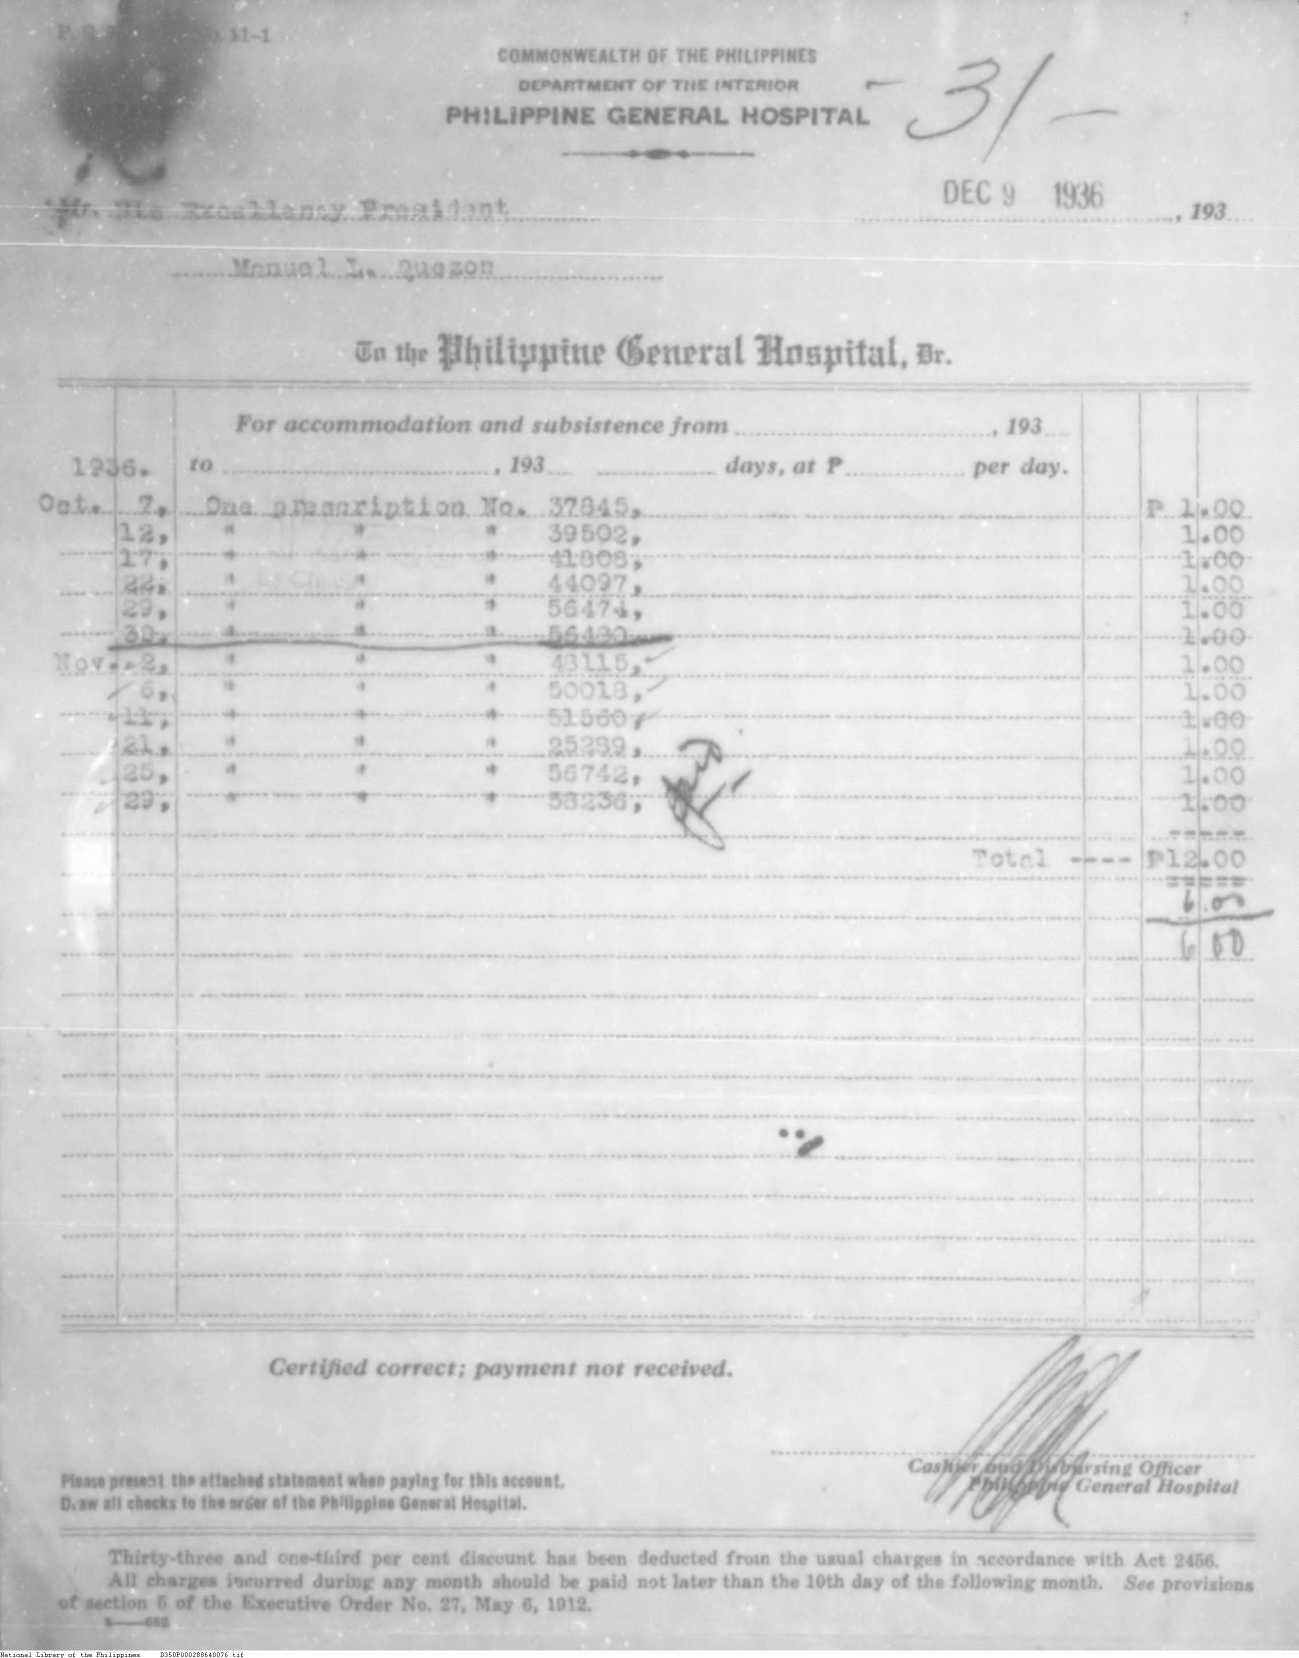 11-1
COMMONWEALTH OF THE PHILIPPINES
DEPARTMENT OF THE INTERIOR
PHILIPPINE GENERAL HOSPITAL
- 31 -
DEC 9 1936 , 193
Mr. His Excellency President
Manuel L. Quezon
To the Philippine General Hospital, Dr.
For accommodation and subsistence from , 193
1936. to , 193 days, at ₱ per day.
Oct. 7, One prescription No. 37845, ₱ 1.00
12, " " " 39502, 1.00
17, " " " 41808, 1.00
22, " " " 44097, 1.00
29, " " " 56474, 1.00
30, " " " 56480 1.00
Nov. 2, " " " 48115, 1.00
6, " " " 50018, 1.00
11, " " " 51560, 1.00
21, " " " 25239, 1.00
25, " " " 56742, 1.00
29, " " " 58236, 1.00
-----
Total ---- ₱12.00
=====
6.00
6 00
Certified correct; payment not received.
Cashier and Disbursing Officer
Philippine General Hospital
Please present the attached statement when paying for this account.
Draw all checks to the order of the Philippine General Hospital.
Thirty-three and one-third per cent discount has been deducted from the usual charges in accordance with Act 2456.
All charges incurred during any month should be paid not later than the 10th day of the following month. See provisions
of section 5 of the Executive Order No. 27, May 6, 1912.
National Library of the Philippines D350P000288640076.tif